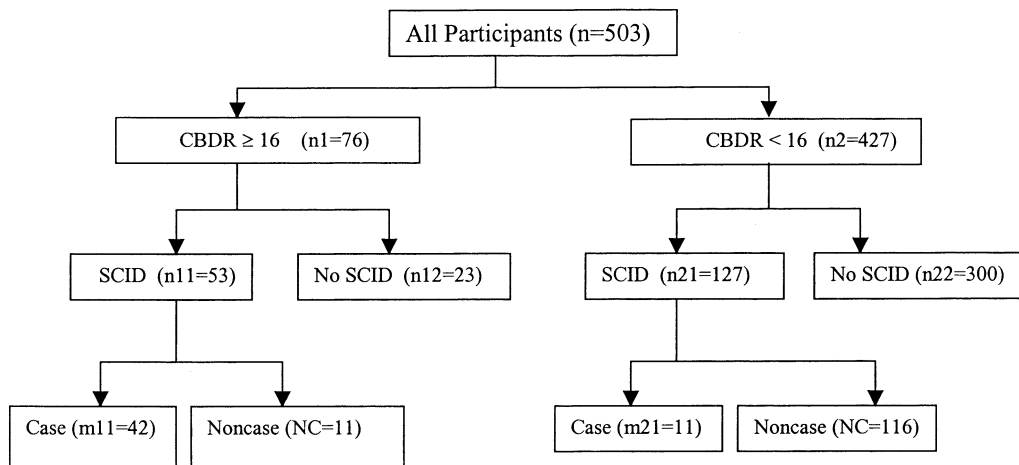 All Participants (n=503)
CBDR ≥ 16 (n1=76)
CBDR < 16 (n2=427)
SCID (n11=53)
No SCID (n12=23)
SCID (n21=127)
No SCID (n22=300)
Case (m11=42)
Noncase (NC=11)
Case (m21=11)
Noncase (NC=116)